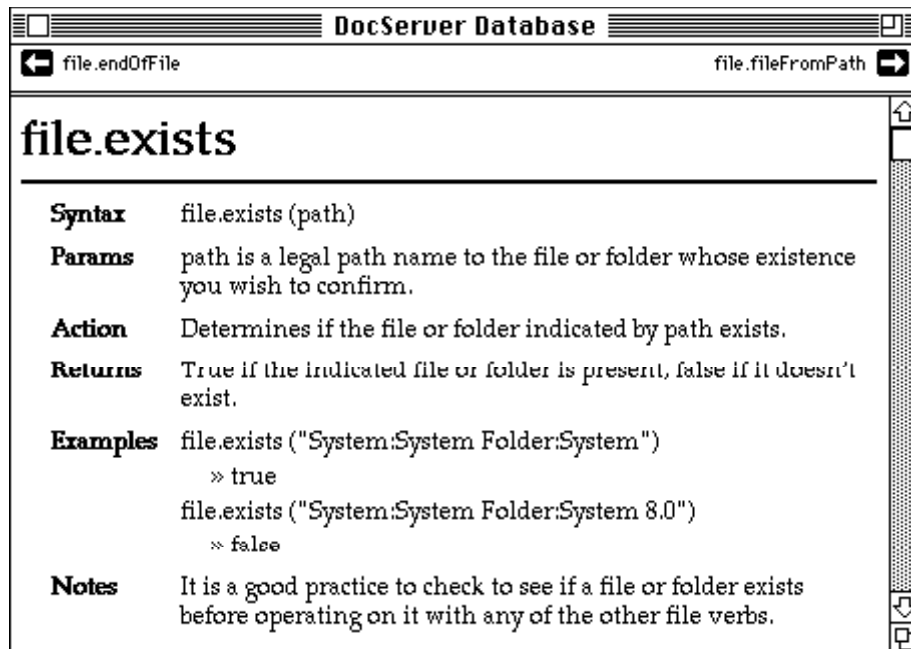 DocServer Database
file.endOfFile file.fileFromPath
file.exists
Syntax file.exists (path)
Params path is a legal path name to the file or folder whose existence
you wish to confirm.
Action Determines if the file or folder indicated by path exists.
Returns True if the indicated file or folder is present, false if it doesn't
exist.
Examples file.exists ("System:System Folder:System")
» true
file.exists ("System:System Folder:System 8.0")
» false
Notes It is a good practice to check to see if a file or folder exists
before operating on it with any of the other file verbs.